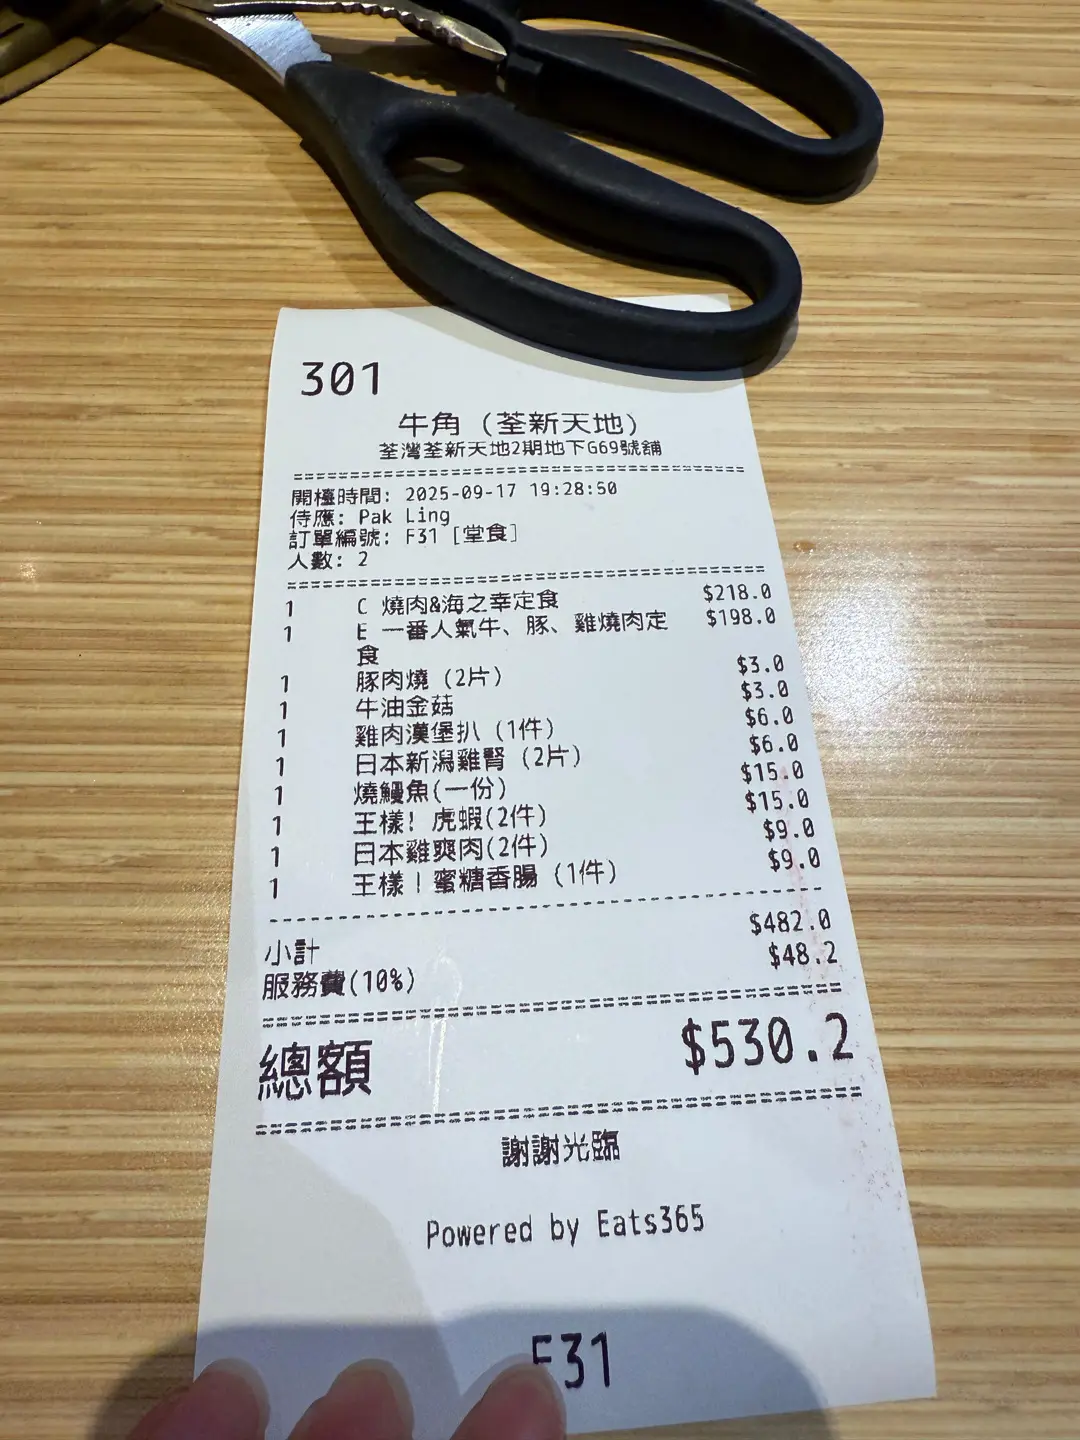 301
牛角 (荃新天地)
荃灣荃新天地2期地下G69號舖
開檯時間: 2025-09-17 19:28:50
侍應: Pak Ling
訂單編號: F31 [堂食]
人數: 2
1 C 燒肉&海之幸定食 $218.0
1 E 一番人氣牛、豚、雞燒肉定 $198.0
食
1 豚肉燒 (2片) $3.0
1 牛油金菇 $3.0
1 雞肉漢堡扒 (1件) $6.0
1 日本新潟雞腎 (2片) $6.0
1 燒鰻魚(一份) $15.0
1 王樣! 虎蝦(2件) $15.0
1 日本雞爽肉(2件) $9.0
1 王樣!蜜糖香腸 (1件) $9.0
小計 $482.0
服務費(10%) $48.2
總額 $530.2
謝謝光臨
Powered by Eats365
F31